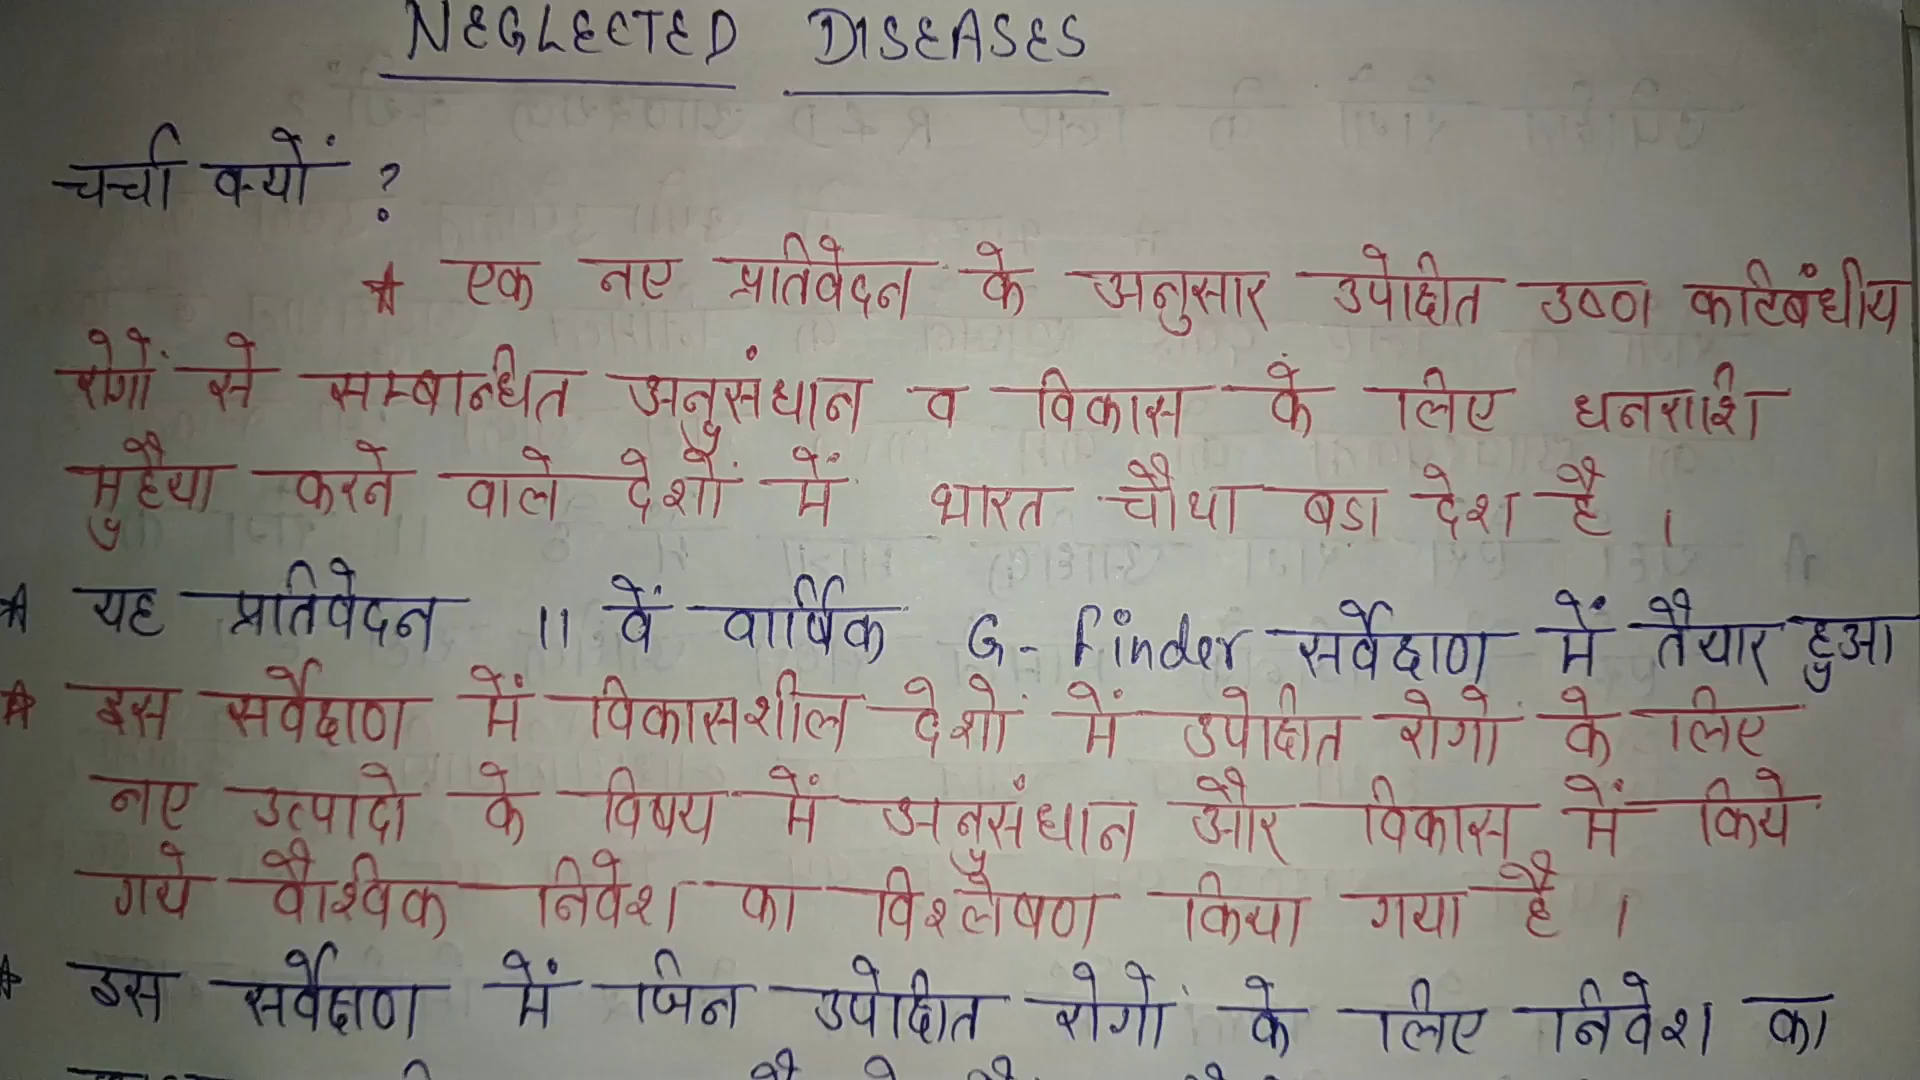 NEGLECTED DISEASES
चर्चा क्यों ?
★ एक नए प्रतिवेदन के अनुसार उपेक्षित उष्ण कटिबंधीय
रोगों से सम्बन्धित अनुसंधान व विकास के लिए धनराशि
मुहैया करने वाले देशों में भारत चौथा बड़ा देश है ।
★ यह प्रतिवेदन 11 वें वार्षिक G-Finder सर्वेक्षण में तैयार हुआ
★ इस सर्वेक्षण में विकासशील देशों में उपेक्षित रोगों के लिए
नए उत्पादो के विषय में अनुसंधान और विकास में किये
गये वैश्विक निवेश का विश्लेषण किया गया है ।
★ इस सर्वेक्षण में जिन उपेक्षित रोगों के लिए निवेश का